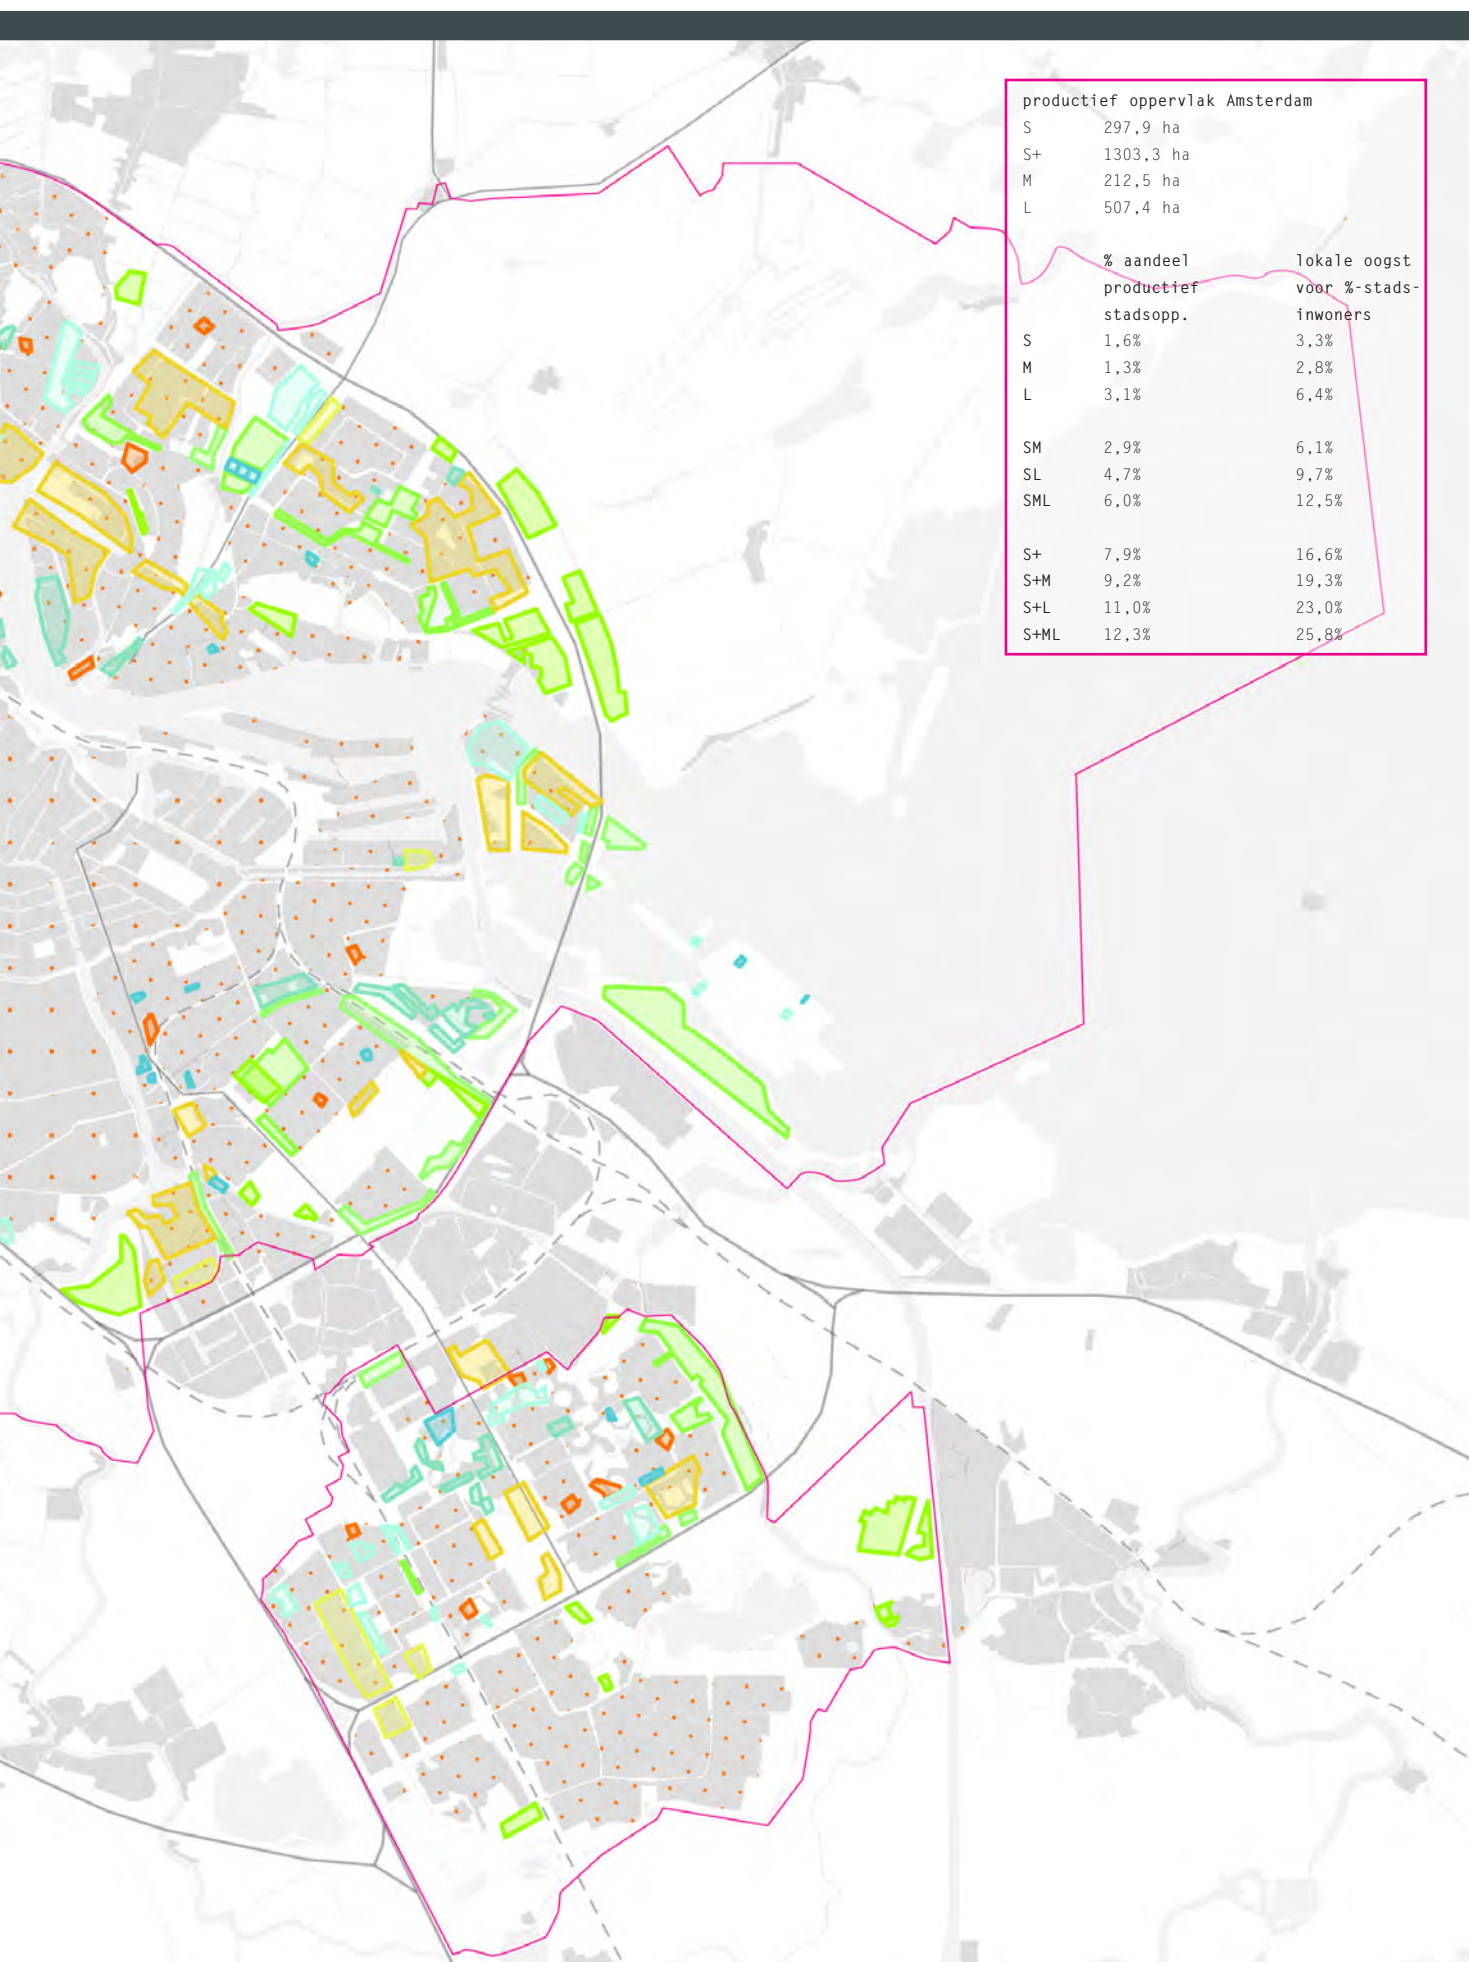 productief oppervlak Amsterdam
S 297,9 ha
S+ 1303,3 ha
M 212,5 ha
L 507,4 ha
% aandeel lokale oogst
productief voor %-stads-
stadsopp. inwoners
S 1,6% 3,3%
M 1,3% 2,8%
L 3,1% 6,4%
SM 2,9% 6,1%
SL 4,7% 9,7%
SML 6,0% 12,5%
S+ 7,9% 16,6%
S+M 9,2% 19,3%
S+L 11,0% 23,0%
S+ML 12,3% 25,8%